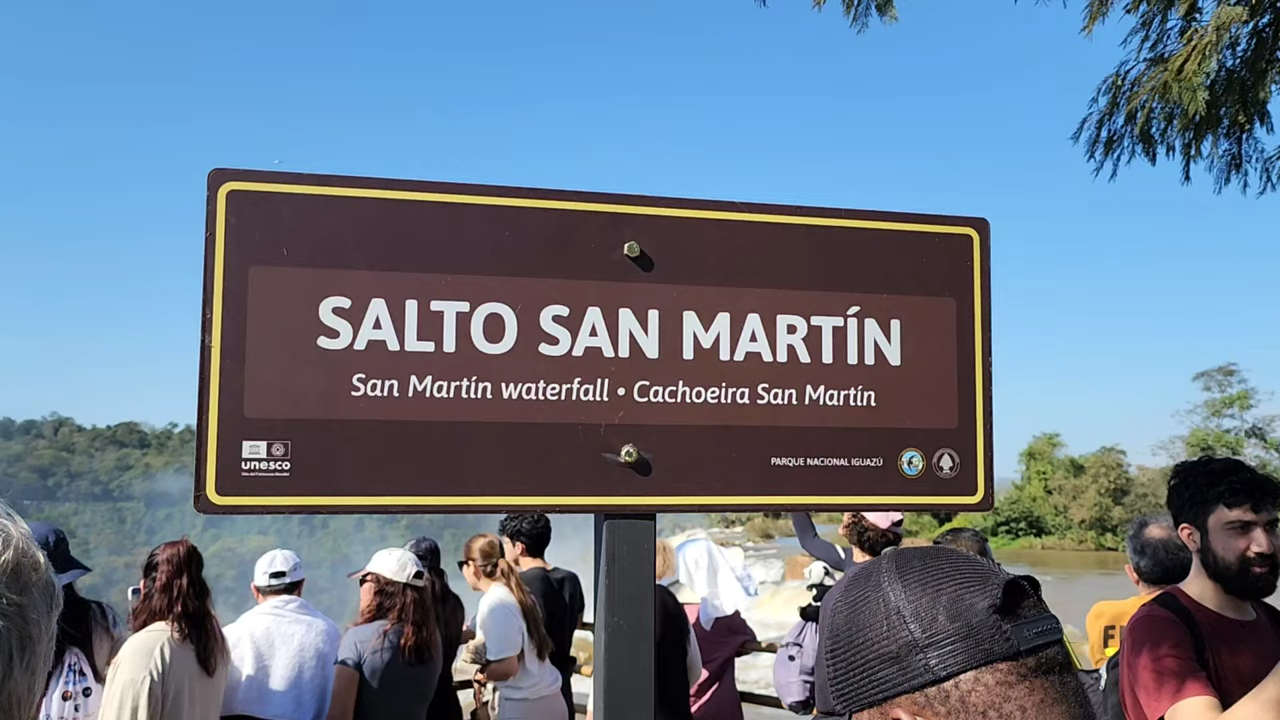 SALTO SAN MARTÍN
San Martín waterfall • Cachoeira San Martín
unesco
PARQUE NACIONAL IGUAZÚ